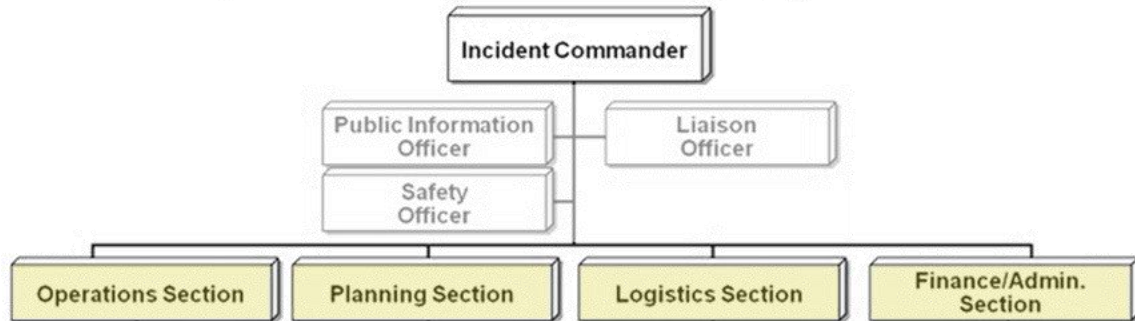 Incident Commander
Public Information
Officer
Liaison
Officer
Safety
Officer
Operations Section
Planning Section
Logistics Section
Finance/Admin.
Section